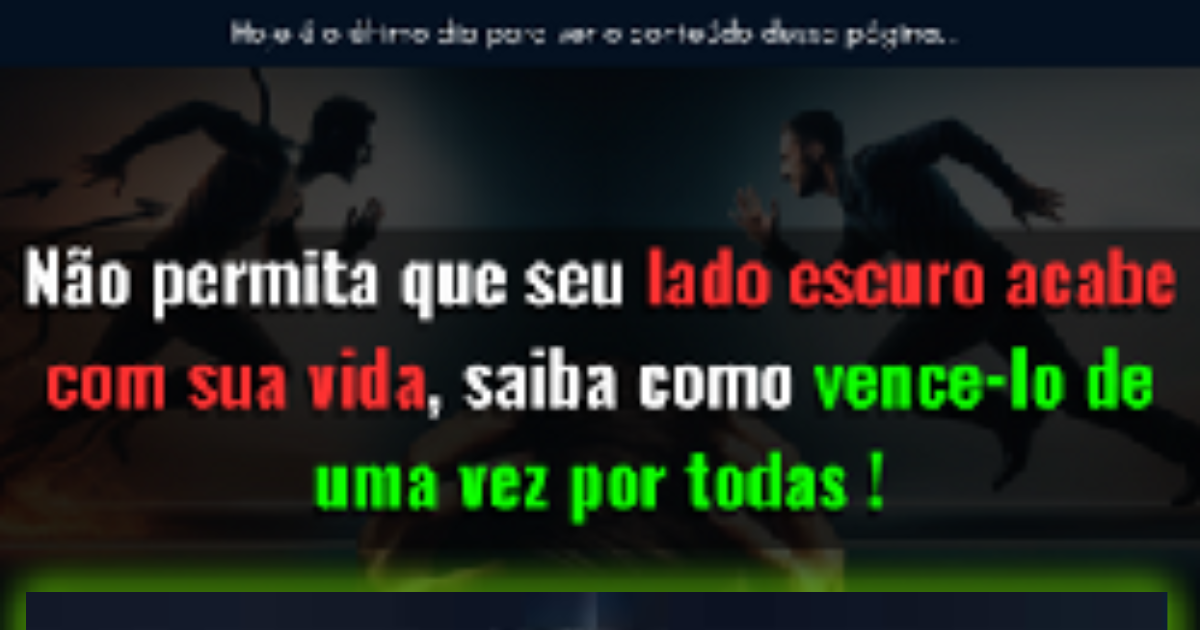 Hoje é o último dia para ver o conteúdo dessa página...
Não permita que seu lado escuro acabe
com sua vida, saiba como vence-lo de
uma vez por todas !